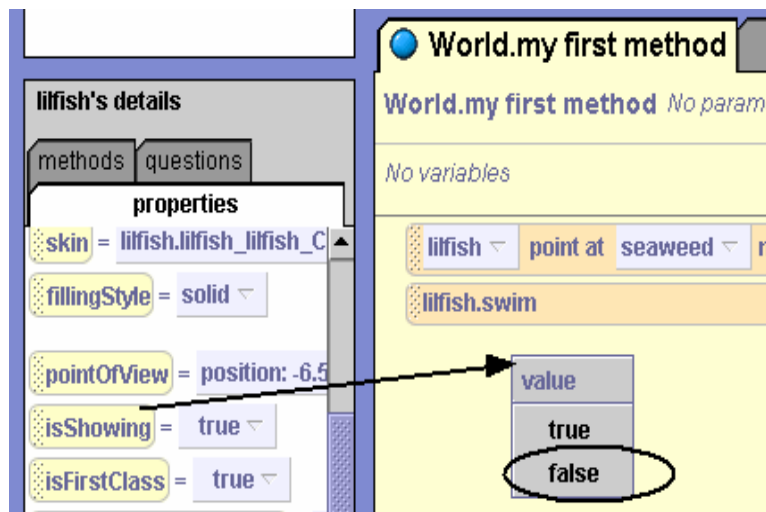 lilfish's details
methods questions
properties
skin = lilfish.lilfish_lilfish_C
fillingStyle = solid
pointOfView = position: -6.5
isShowing = true
isFirstClass = true
World.my first method
World.my first method No param
No variables
lilfish point at seaweed
lilfish.swim
value
true
false